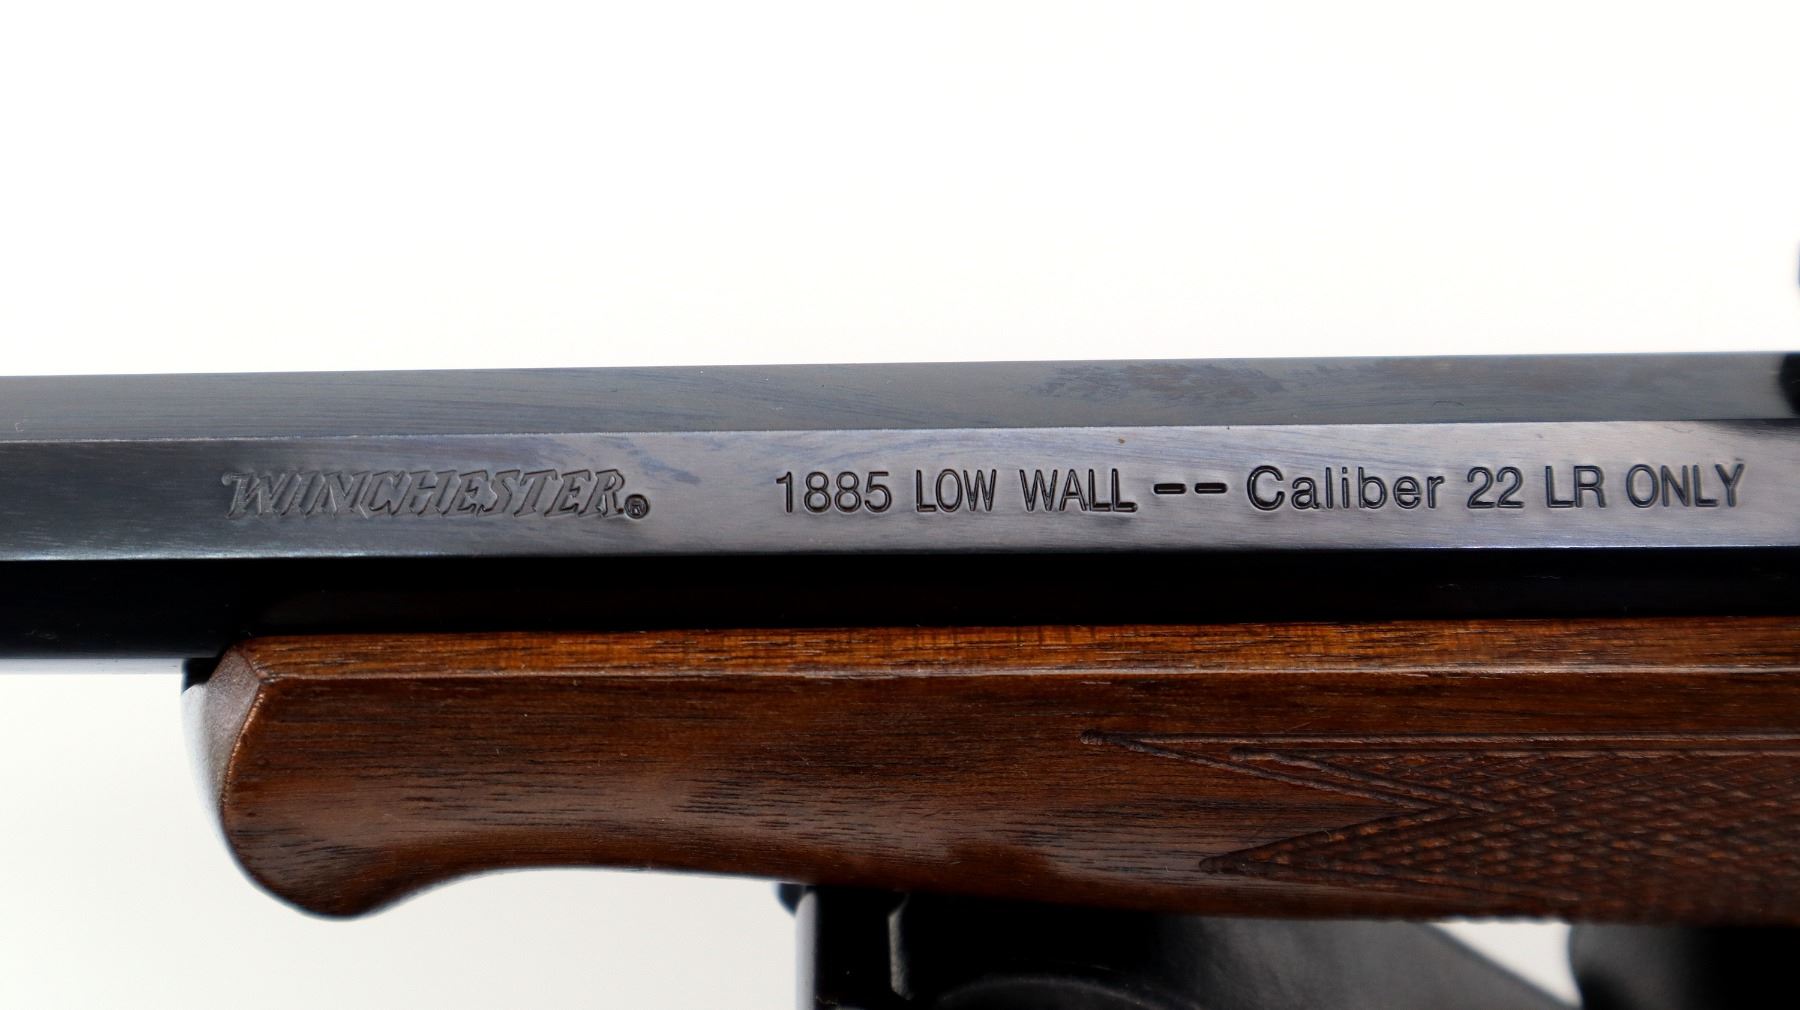 WINCHESTER® 1885 LOW WALL -- Caliber 22 LR ONLY